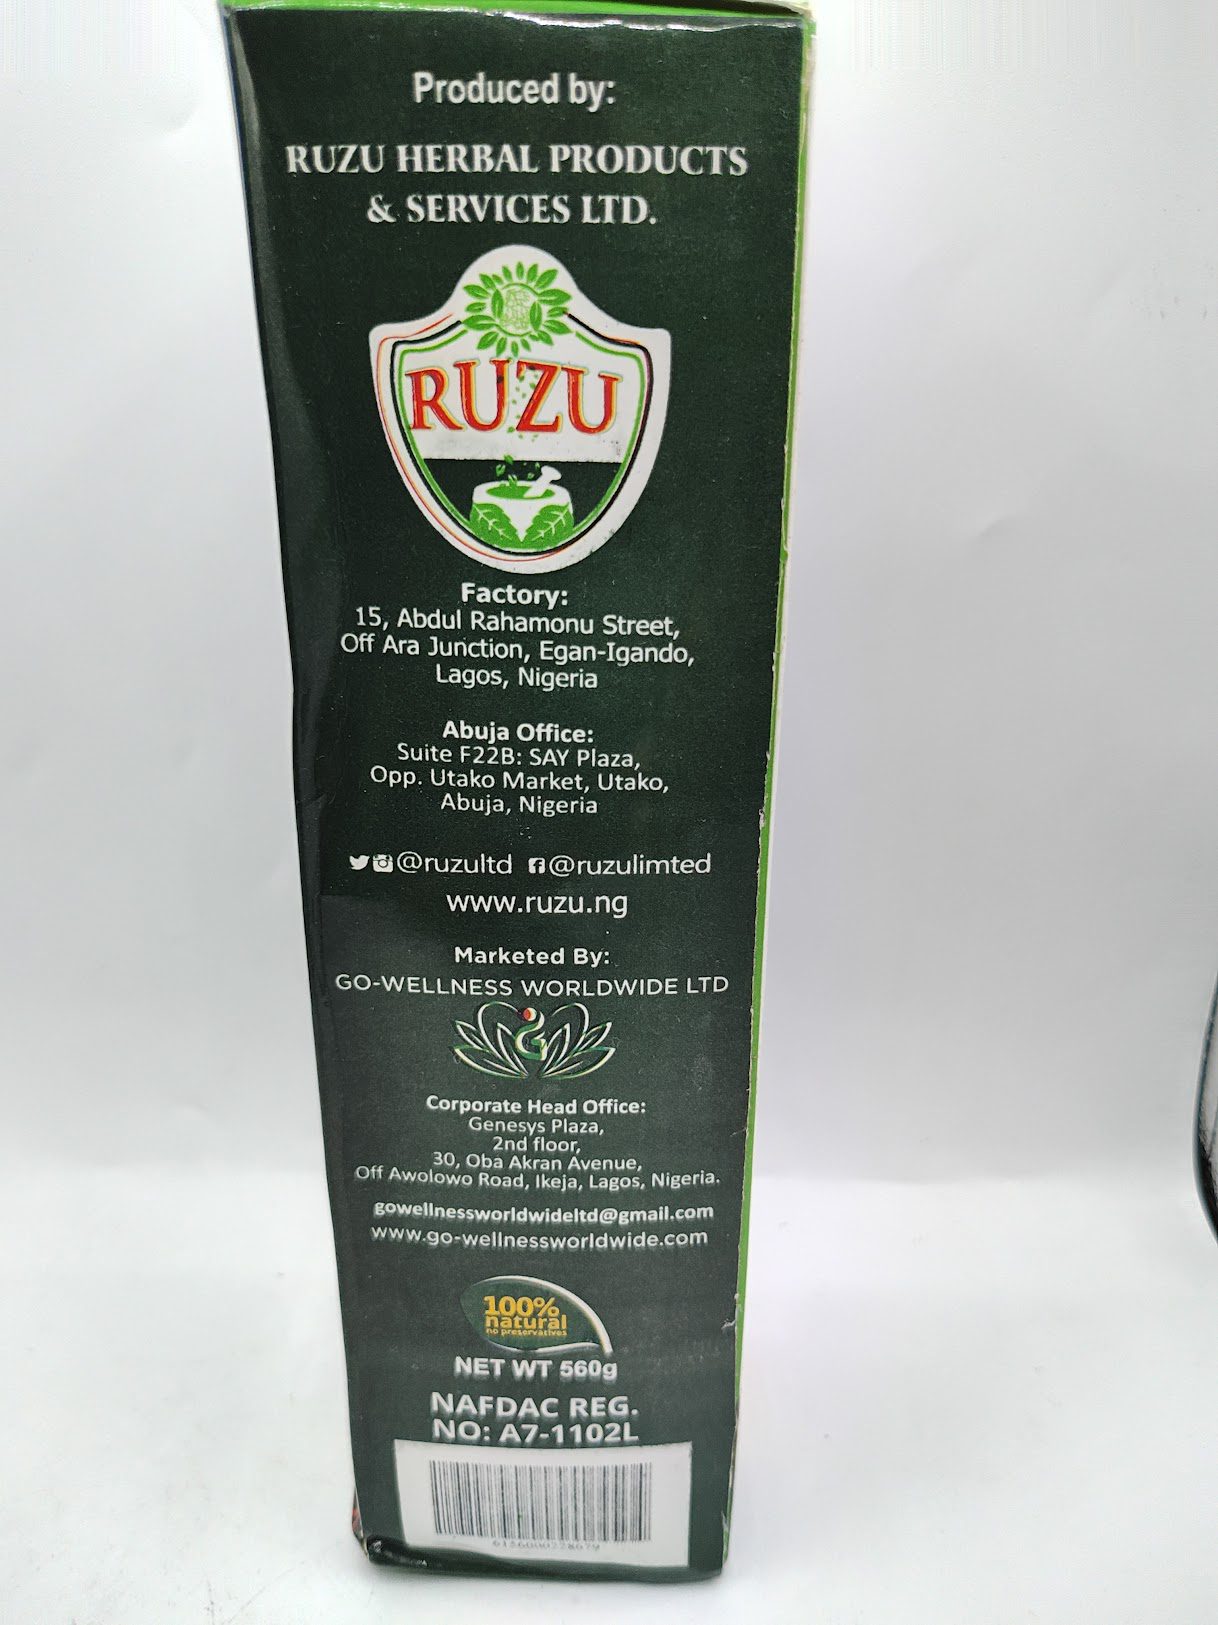 Produced by:
RUZU HERBAL PRODUCTS
& SERVICES LTD.
RUZU
Factory:
15, Abdul Rahamonu Street,
Off Ara Junction, Egan-Igando,
Lagos, Nigeria
Abuja Office:
Suite F22B: SAY Plaza,
Opp. Utako Market, Utako,
Abuja, Nigeria
@ruzultd @ruzulimted
www.ruzu.ng
Marketed By:
GO-WELLNESS WORLDWIDE LTD
Corporate Head Office:
Genesys Plaza,
2nd floor,
30, Oba Akran Avenue,
Off Awolowo Road, Ikeja, Lagos, Nigeria.
gowellnessworldwideltd@gmail.com
www.go-wellnessworldwide.com
100%
natural
no preservatives
NET WT 560g
NAFDAC REG.
NO: A7-1102L